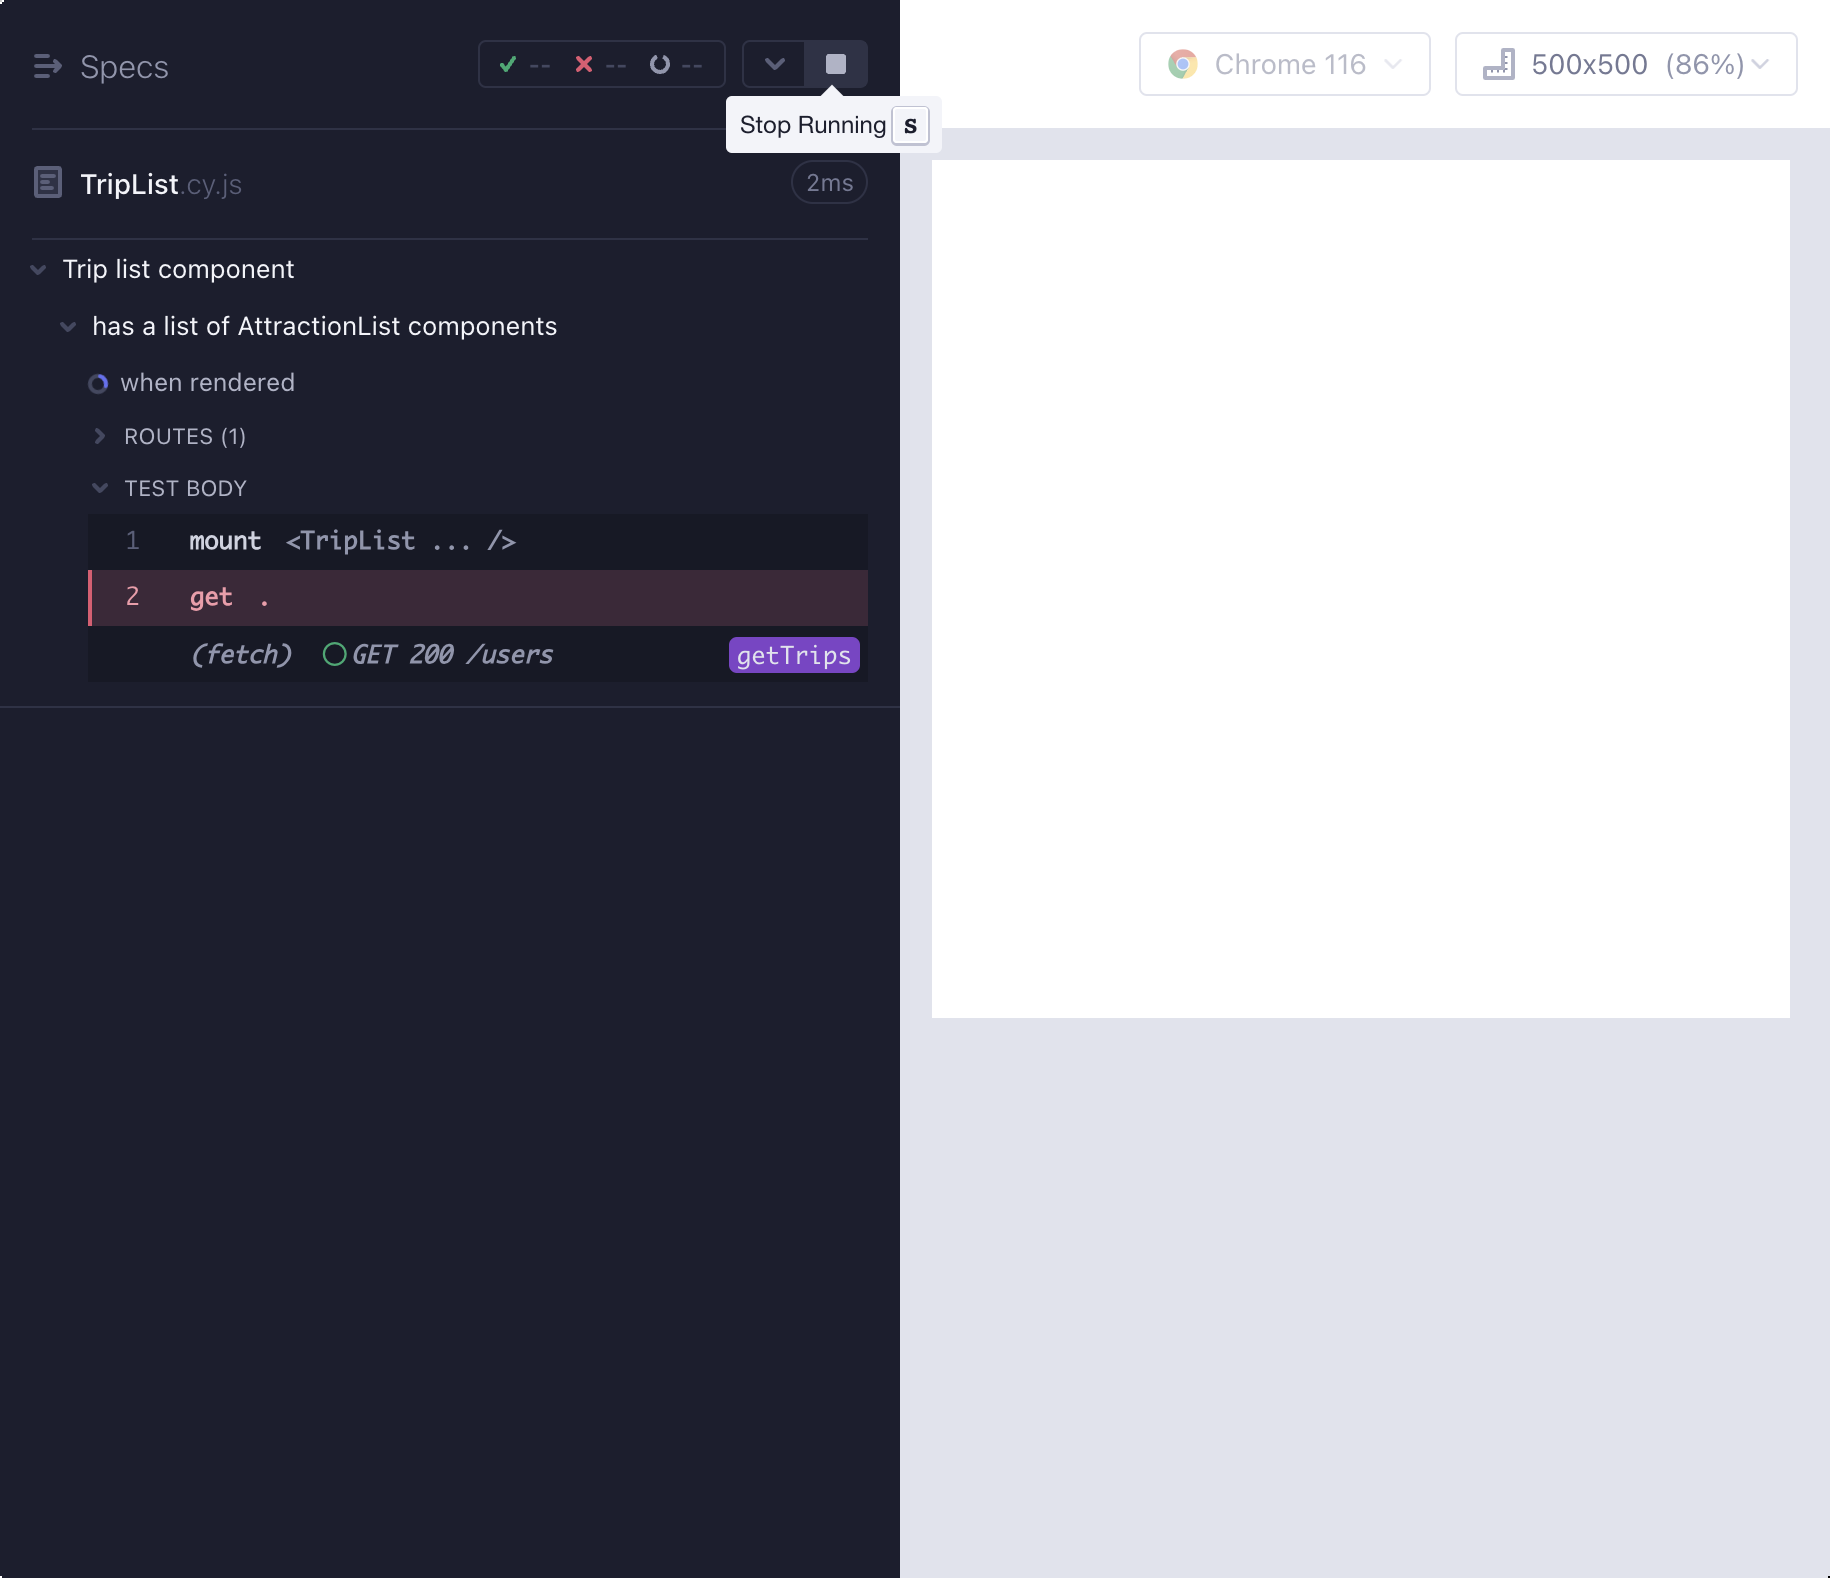 Specs
-- -- --
Stop Running S
TripList.cy.js
2ms
Trip list component
has a list of AttractionList components
when rendered
ROUTES (1)
TEST BODY
1 mount <TripList ... />
2 get .
(fetch) GET 200 /users getTrips
Chrome 116
500x500 (86%)